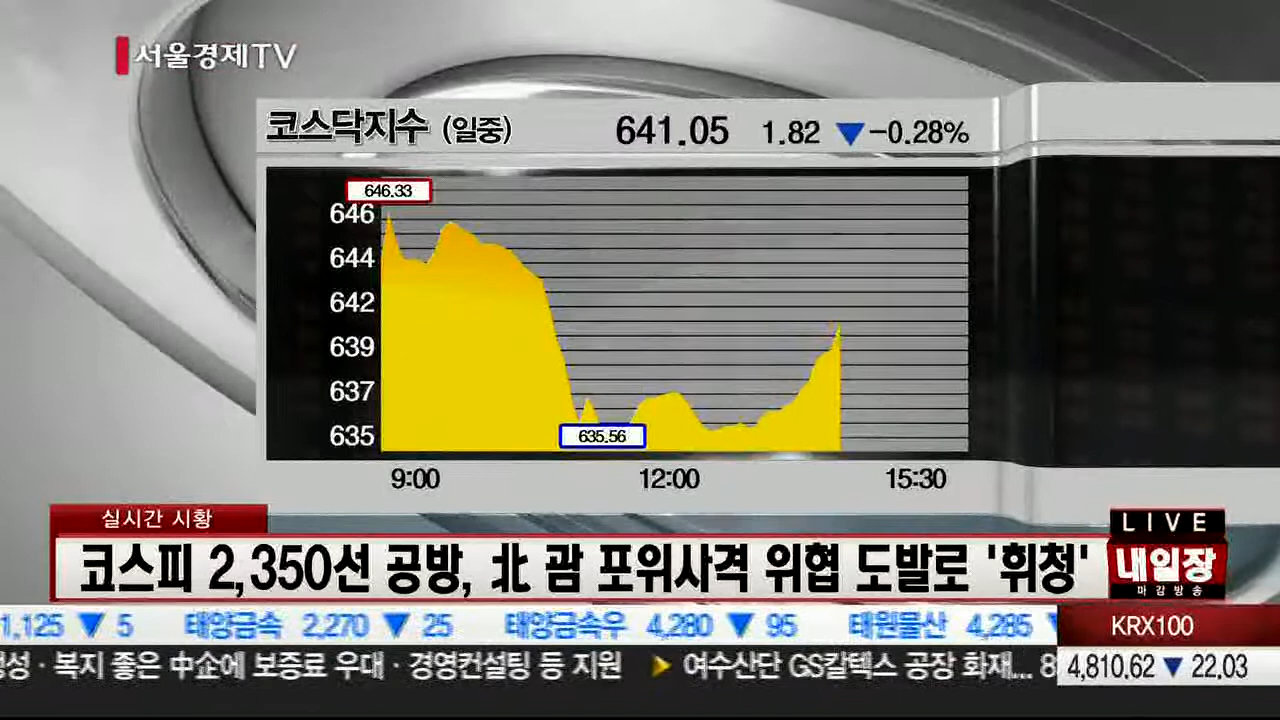 서울경제TV
코스닥지수 (일중) 641.05 1.82 ▼-0.28%
646.33
646
644
642
639
637
635
635.56
9:00 12:00 15:30
실시간 시황
코스피 2,350선 공방, 北 괌 포위사격 위협 도발로 '휘청'
LIVE
내일장
마감방송
1,125 ▼ 5 태양금속 2,270 ▼ 25 태양금속우 4,280 ▼ 95 태원물산 4,285 ▼
KRX100
성 · 복지 좋은 中企에 보증료 우대 · 경영컨설팅 등 지원 ▶ 여수산단 GS칼텍스 공장 화재... 8
4,810.62 ▼ 22.03